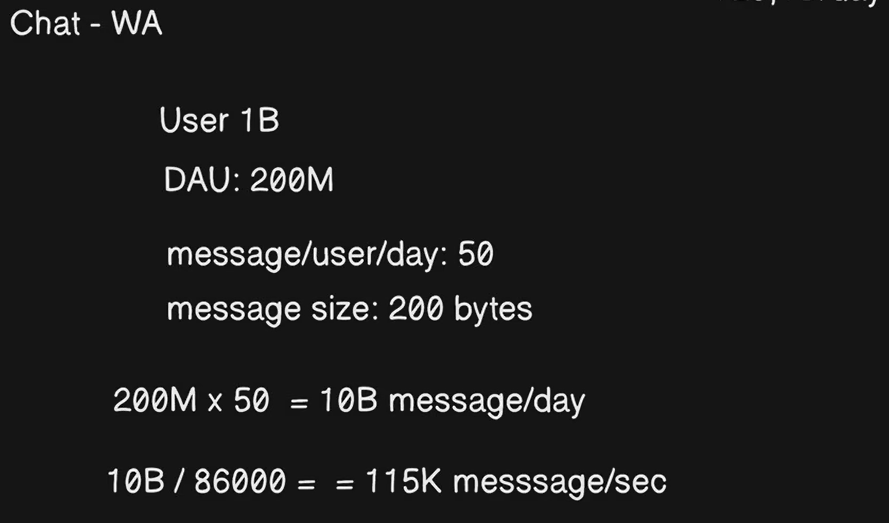 Chat - WA
User 1B
DAU: 200M
message/user/day: 50
message size: 200 bytes
200M x 50 = 10B message/day
10B / 86000 = = 115K messsage/sec